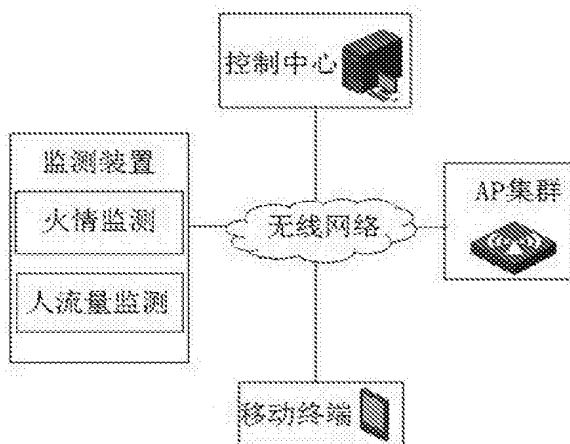 控制中心
监测装置
火情监测
人流量监测
无线网络
AP集群
移动终端